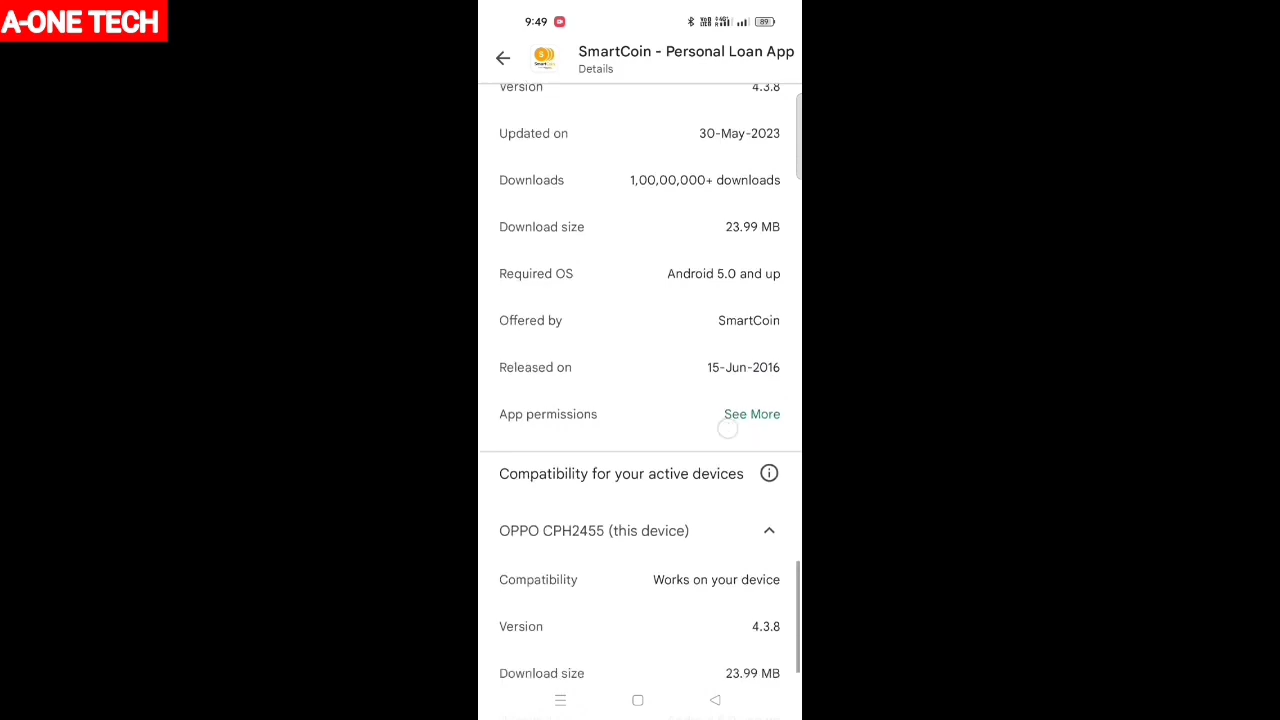 A-ONE TECH
9:49 89
SmartCoin - Personal Loan App
Details
Version 4.3.8
Updated on 30-May-2023
Downloads 1,00,00,000+ downloads
Download size 23.99 MB
Required OS Android 5.0 and up
Offered by SmartCoin
Released on 15-Jun-2016
App permissions See More
Compatibility for your active devices
OPPO CPH2455 (this device)
Compatibility Works on your device
Version 4.3.8
Download size 23.99 MB